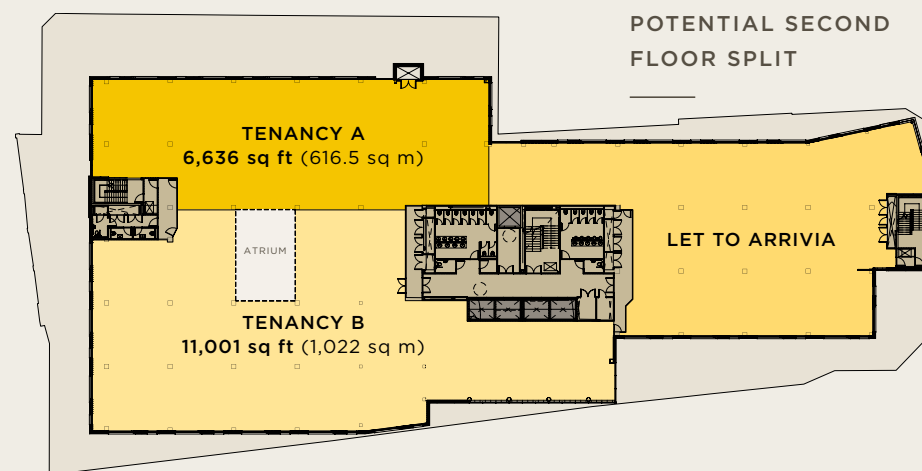 POTENTIAL SECOND
FLOOR SPLIT
TENANCY A
6,636 sq ft (616.5 sq m)
LET TO ARRIVIA
ATRIUM
TENANCY B
11,001 sq ft (1,022 sq m)